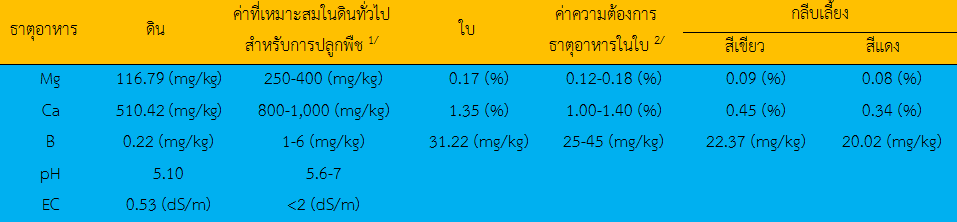 ธาตุอาหาร ดิน ค่าที่เหมาะสมในดินทั่วไป สำหรับการปลูกพืช 1/ ใบ ค่าความต้องการ ธาตุอาหารในใบ 2/ กลีบเลี้ยง
สีเขียว สีแดง
Mg 116.79 (mg/kg) 250-400 (mg/kg) 0.17 (%) 0.12-0.18 (%) 0.09 (%) 0.08 (%)
Ca 510.42 (mg/kg) 800-1,000 (mg/kg) 1.35 (%) 1.00-1.40 (%) 0.45 (%) 0.34 (%)
B 0.22 (mg/kg) 1-6 (mg/kg) 31.22 (mg/kg) 25-45 (mg/kg) 22.37 (mg/kg) 20.02 (mg/kg)
pH 5.10 5.6-7
EC 0.53 (dS/m) <2 (dS/m)